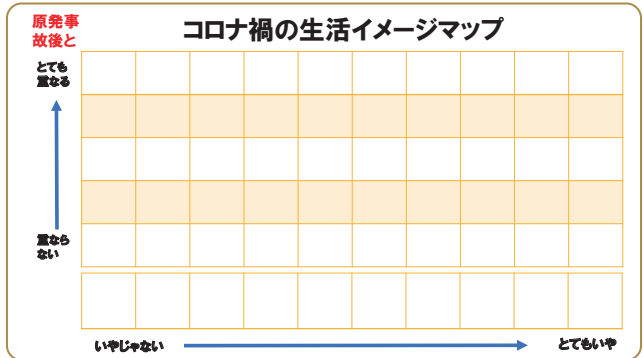 原発事
故後と
コロナ禍の生活イメージマップ
とても
重なる
重なら
ない
いやじゃない
とてもいや